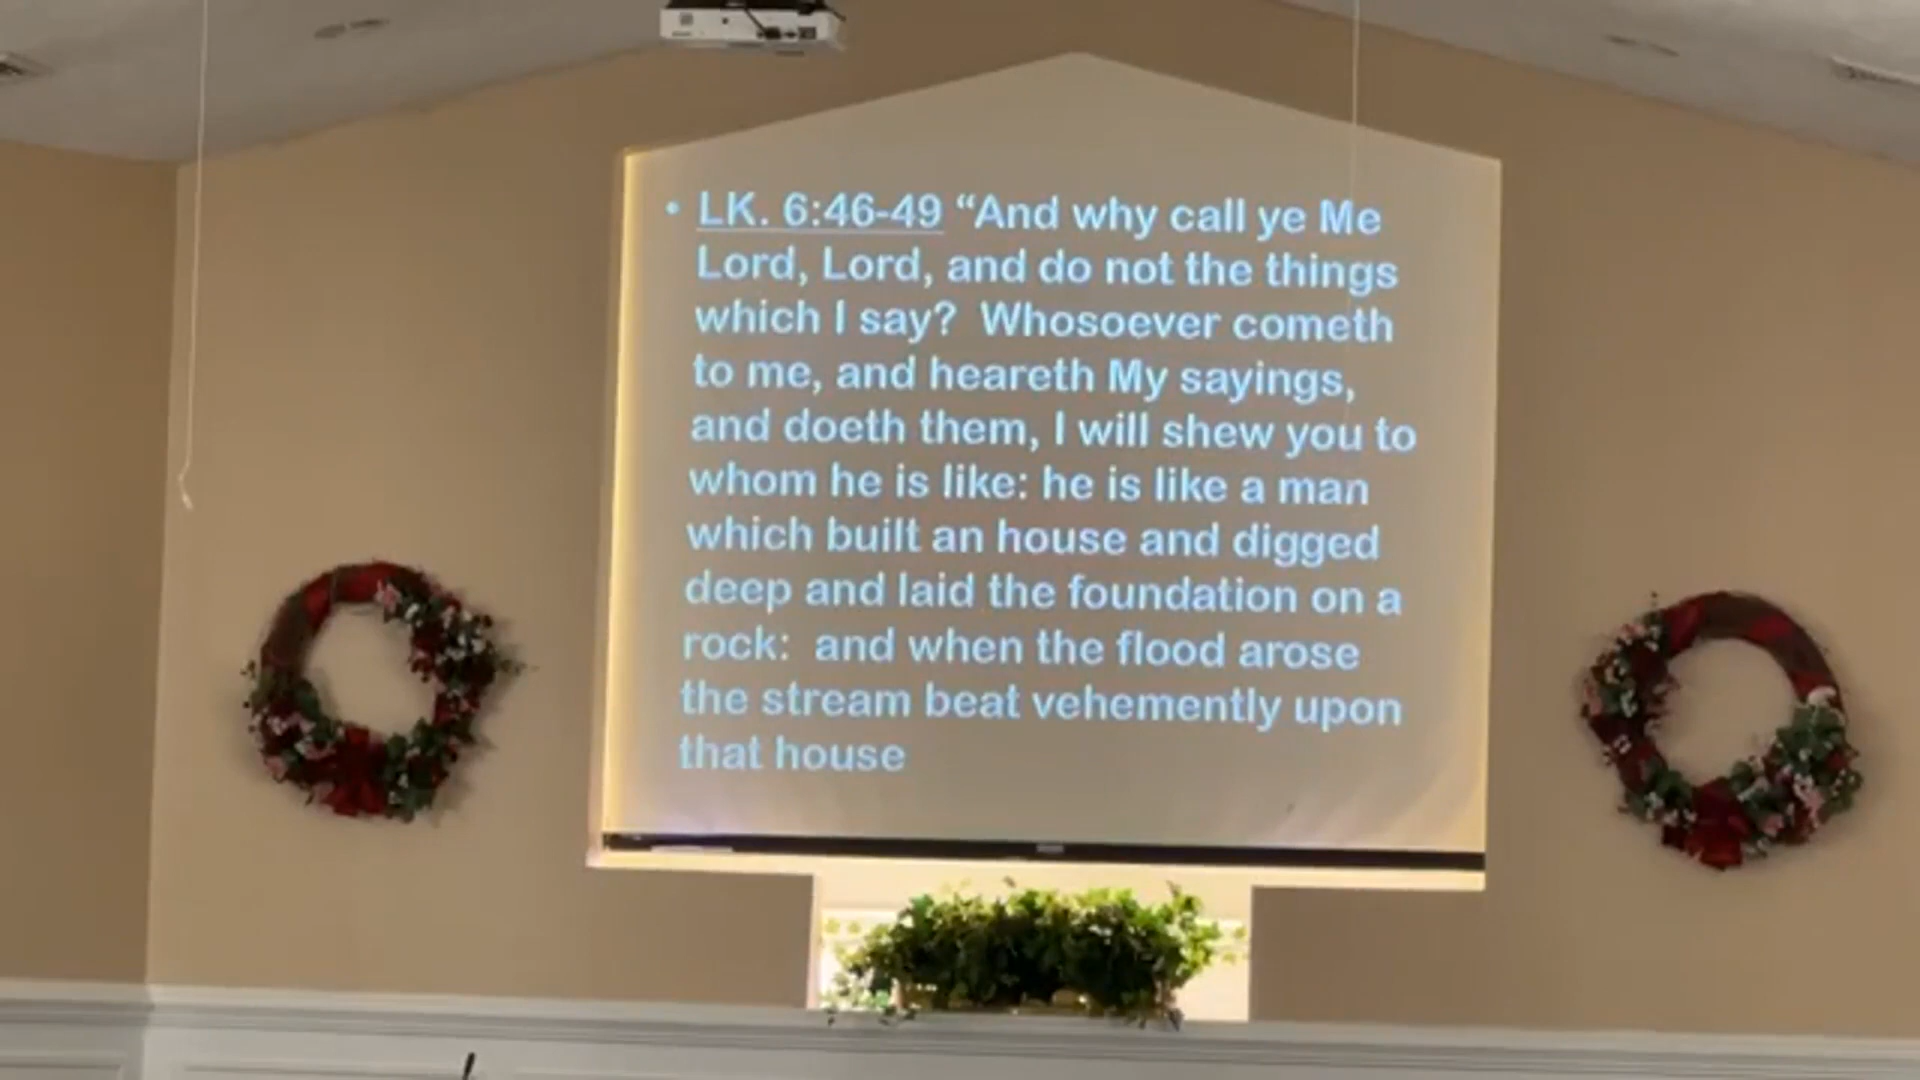 • LK. 6:46-49 “And why call ye Me
Lord, Lord, and do not the things
which I say?  Whosoever cometh
to me, and heareth My sayings,
and doeth them, I will shew you to
whom he is like: he is like a man
which built an house and digged
deep and laid the foundation on a
rock:  and when the flood arose
the stream beat vehemently upon
that house